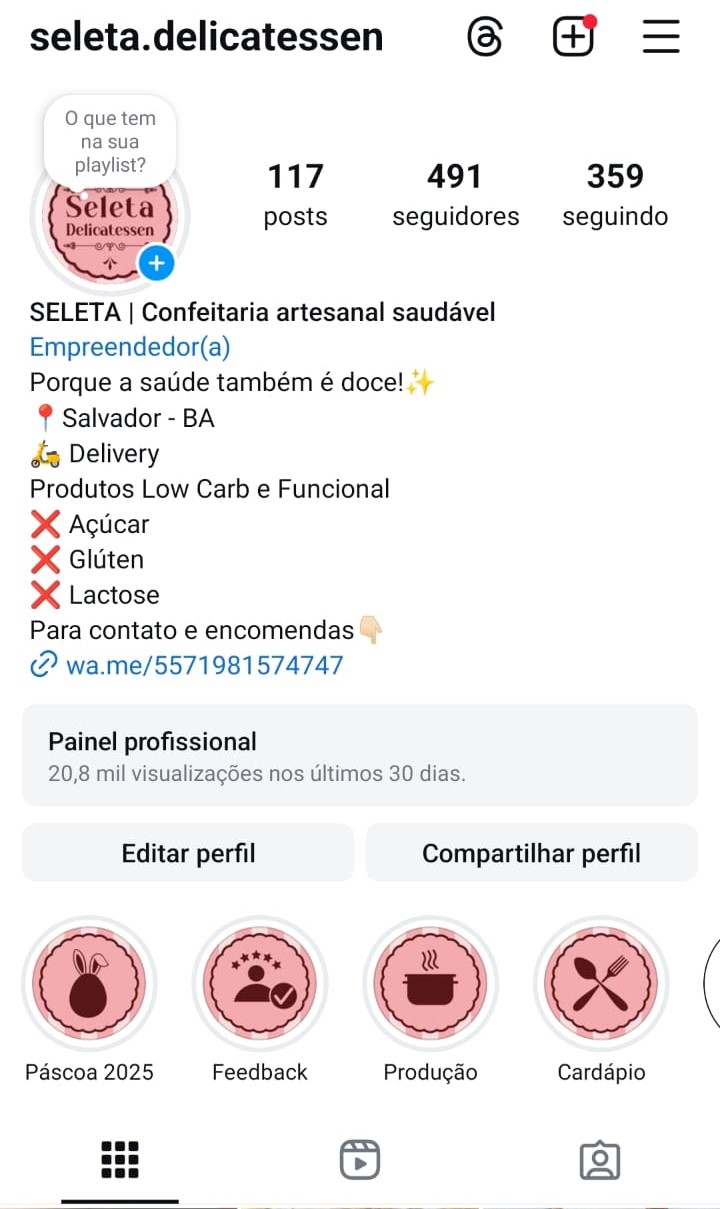 seleta.delicatessen
O que tem
na sua
playlist?
Seleta
Delicatessen
117
posts
491
seguidores
359
seguindo
SELETA | Confeitaria artesanal saudável
Empreendedor(a)
Porque a saúde também é doce!✨
📍Salvador - BA
🛵 Delivery
Produtos Low Carb e Funcional
❌ Açúcar
❌ Glúten
❌ Lactose
Para contato e encomendas👇🏻
wa.me/5571981574747
Painel profissional
20,8 mil visualizações nos últimos 30 dias.
Editar perfil
Compartilhar perfil
Páscoa 2025
Feedback
Produção
Cardápio